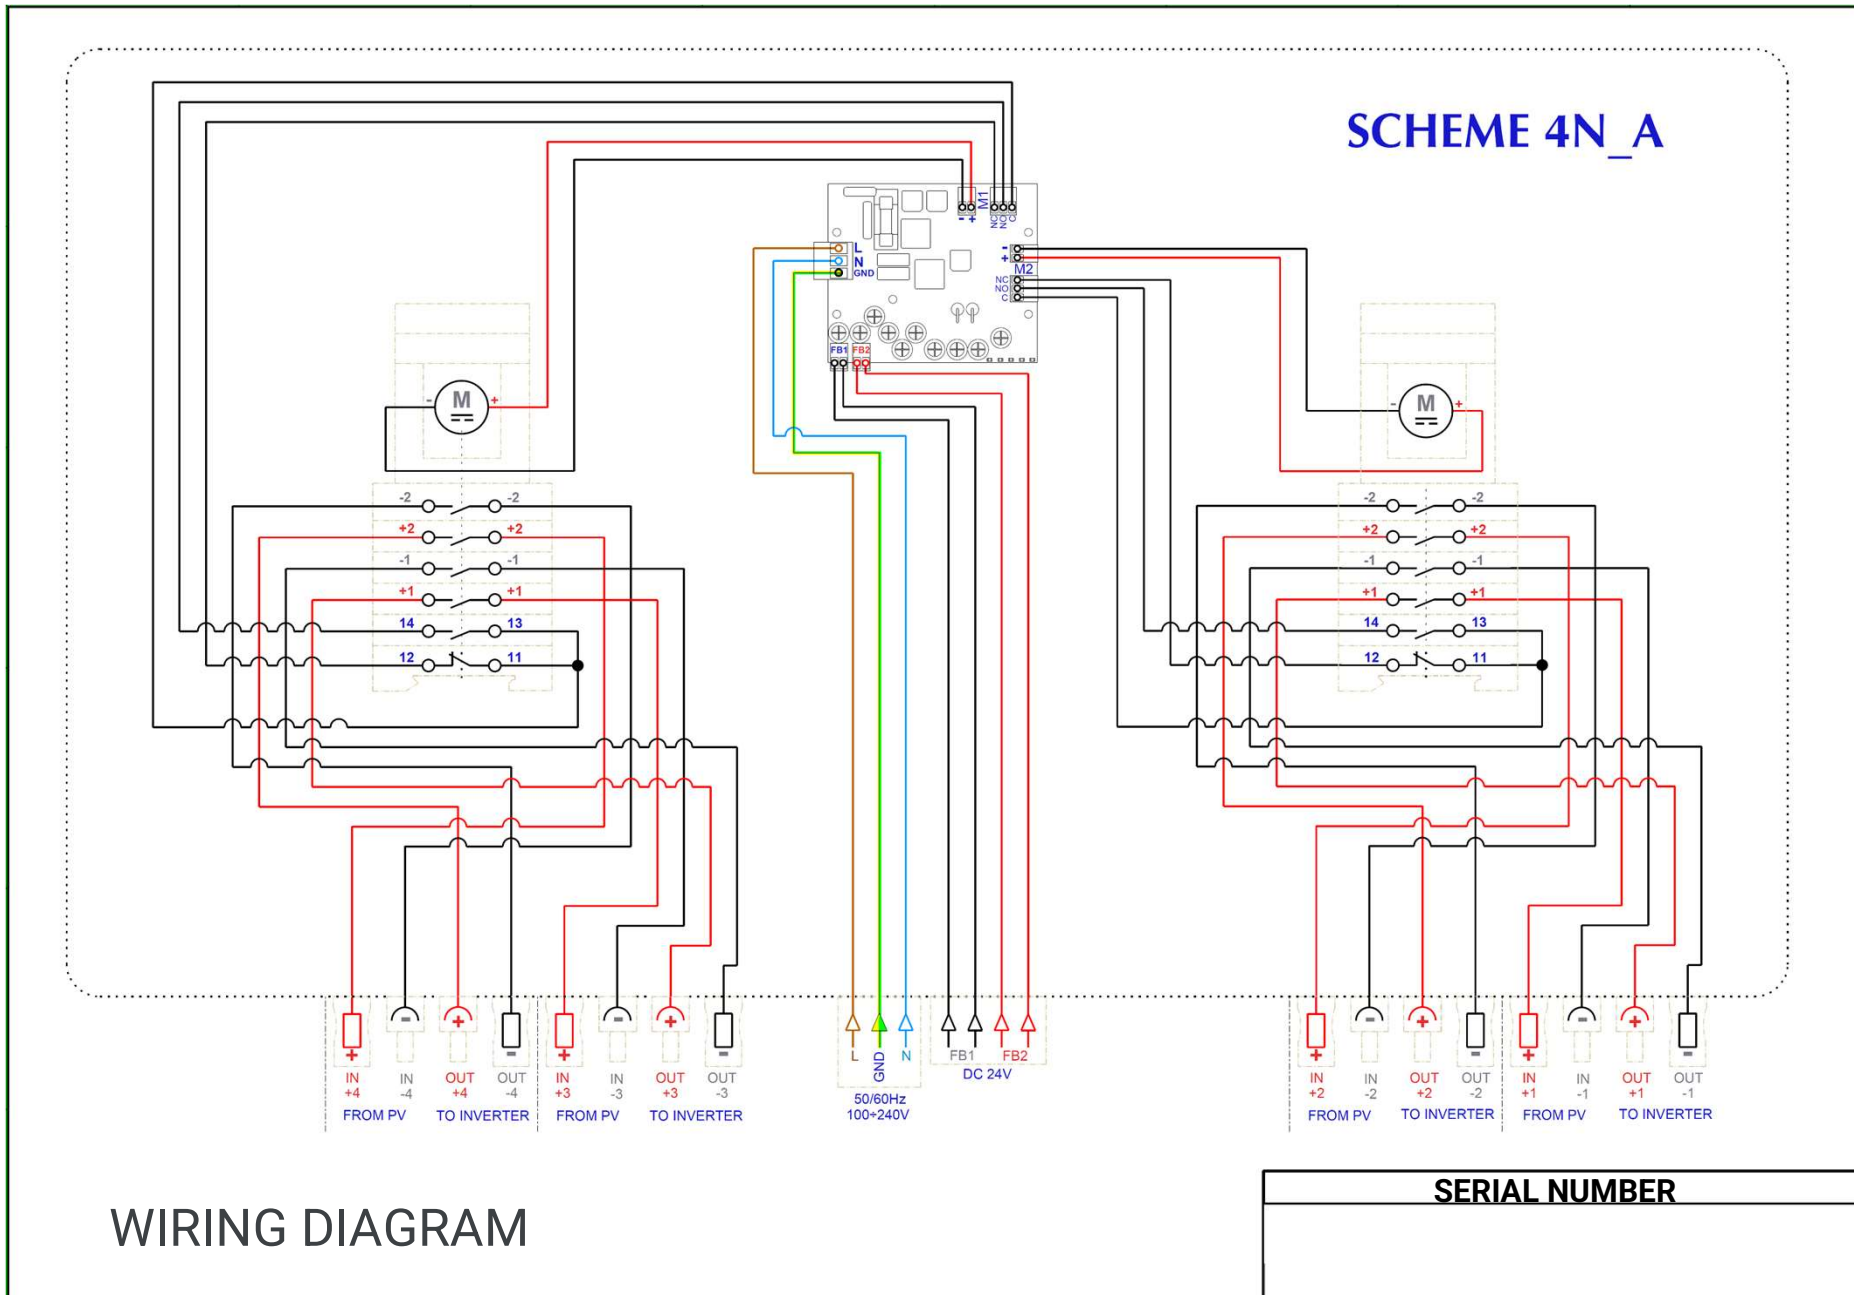 SCHEME 4N_A
M1
- +
NC
NO
C
L
N
GND
-
+
M2
NC
NO
C
FB1 FB2
- M +
- M +
-2 -2
+2 +2
-1 -1
+1 +1
14 13
12 11
-2 -2
+2 +2
-1 -1
+1 +1
14 13
12 11
+ - + - + - + -
L GND N
FB1 FB2
DC 24V
50/60Hz
100÷240V
+ - + - + - + -
IN IN OUT OUT IN IN OUT OUT
+4 -4 +4 -4 +3 -3 +3 -3
FROM PV TO INVERTER FROM PV TO INVERTER
IN IN OUT OUT IN IN OUT OUT
+2 -2 +2 -2 +1 -1 +1 -1
FROM PV TO INVERTER FROM PV TO INVERTER
WIRING DIAGRAM
SERIAL NUMBER